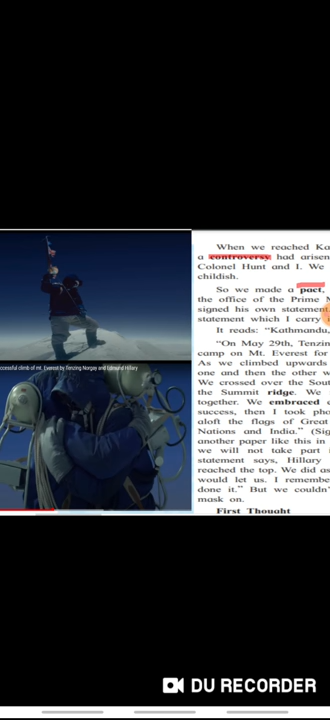 ccessful climb of mt. Everest by Tenzing Norgay and Edmund Hillary
When we reached Ka
a controversy had arisen
Colonel Hunt and I. We
childish.
So we made a pact,
the office of the Prime M
signed his own statement.
statement which I carry
It reads: "Kathmandu,
"On May 29th, Tenzin
camp on Mt. Everest for
As we climbed upwards
one and then the other w
We crossed over the Sout
the Summit ridge. We
together. We embraced
success, then I took pho
aloft the flags of Great
Nations and India." (Sig
another paper like this in
we will not take part
statement says, Hillary
reached the top. We did as
would let us. I remembe
done it." But we couldn'
mask on.
First Thought
DU RECORDER